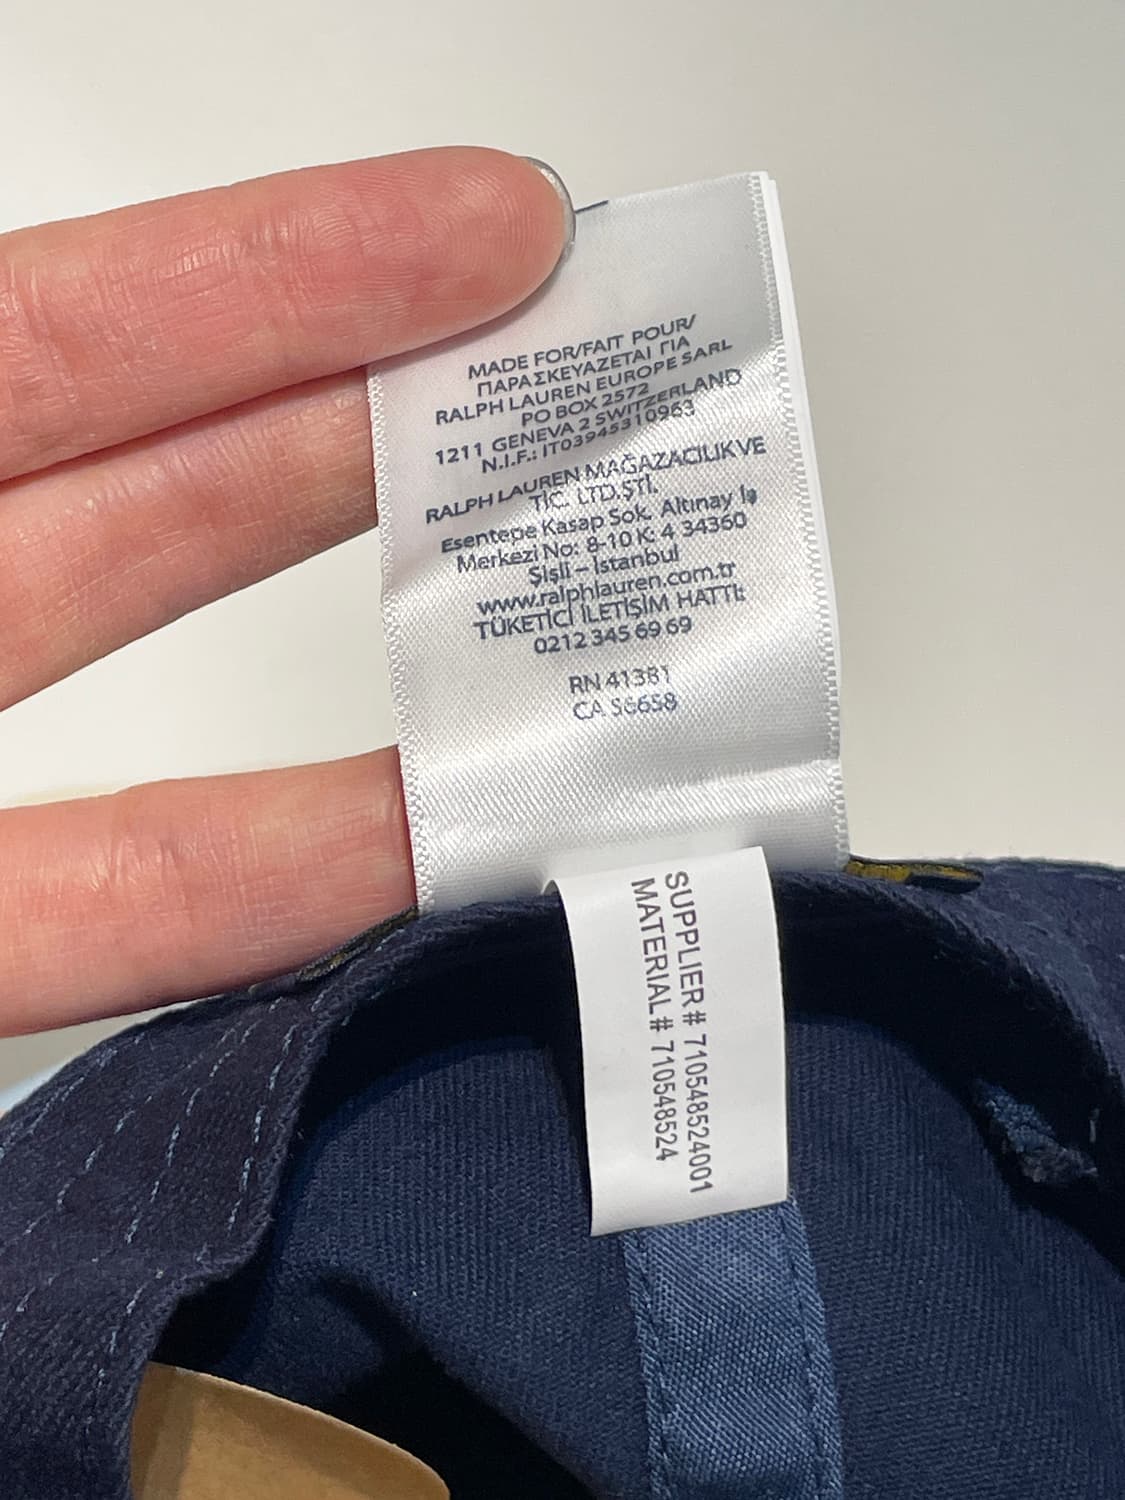 MADE FOR/FAIT POUR/
ΠΑΡΑΣΚΕΥΑΖΕΤΑΙ ΓΙΑ
RALPH LAUREN EUROPE SARL
PO BOX 2572
1211 GENEVA 2 SWITZERLAND
N.I.F.: IT03945310963
RALPH LAUREN MAĞAZACILIK VE
TİC. LTD.ŞTİ.
Esentepe Kasap Sok. Altınay İş
Merkezi No: 8-10 K: 4 34360
Şişli – İstanbul
www.ralphlauren.com.tr
TÜKETİCİ İLETİŞİM HATTI:
0212 345 69 69
RN 41381
CA 56658
SUPPLIER# 710548524001
MATERIAL# 710548524